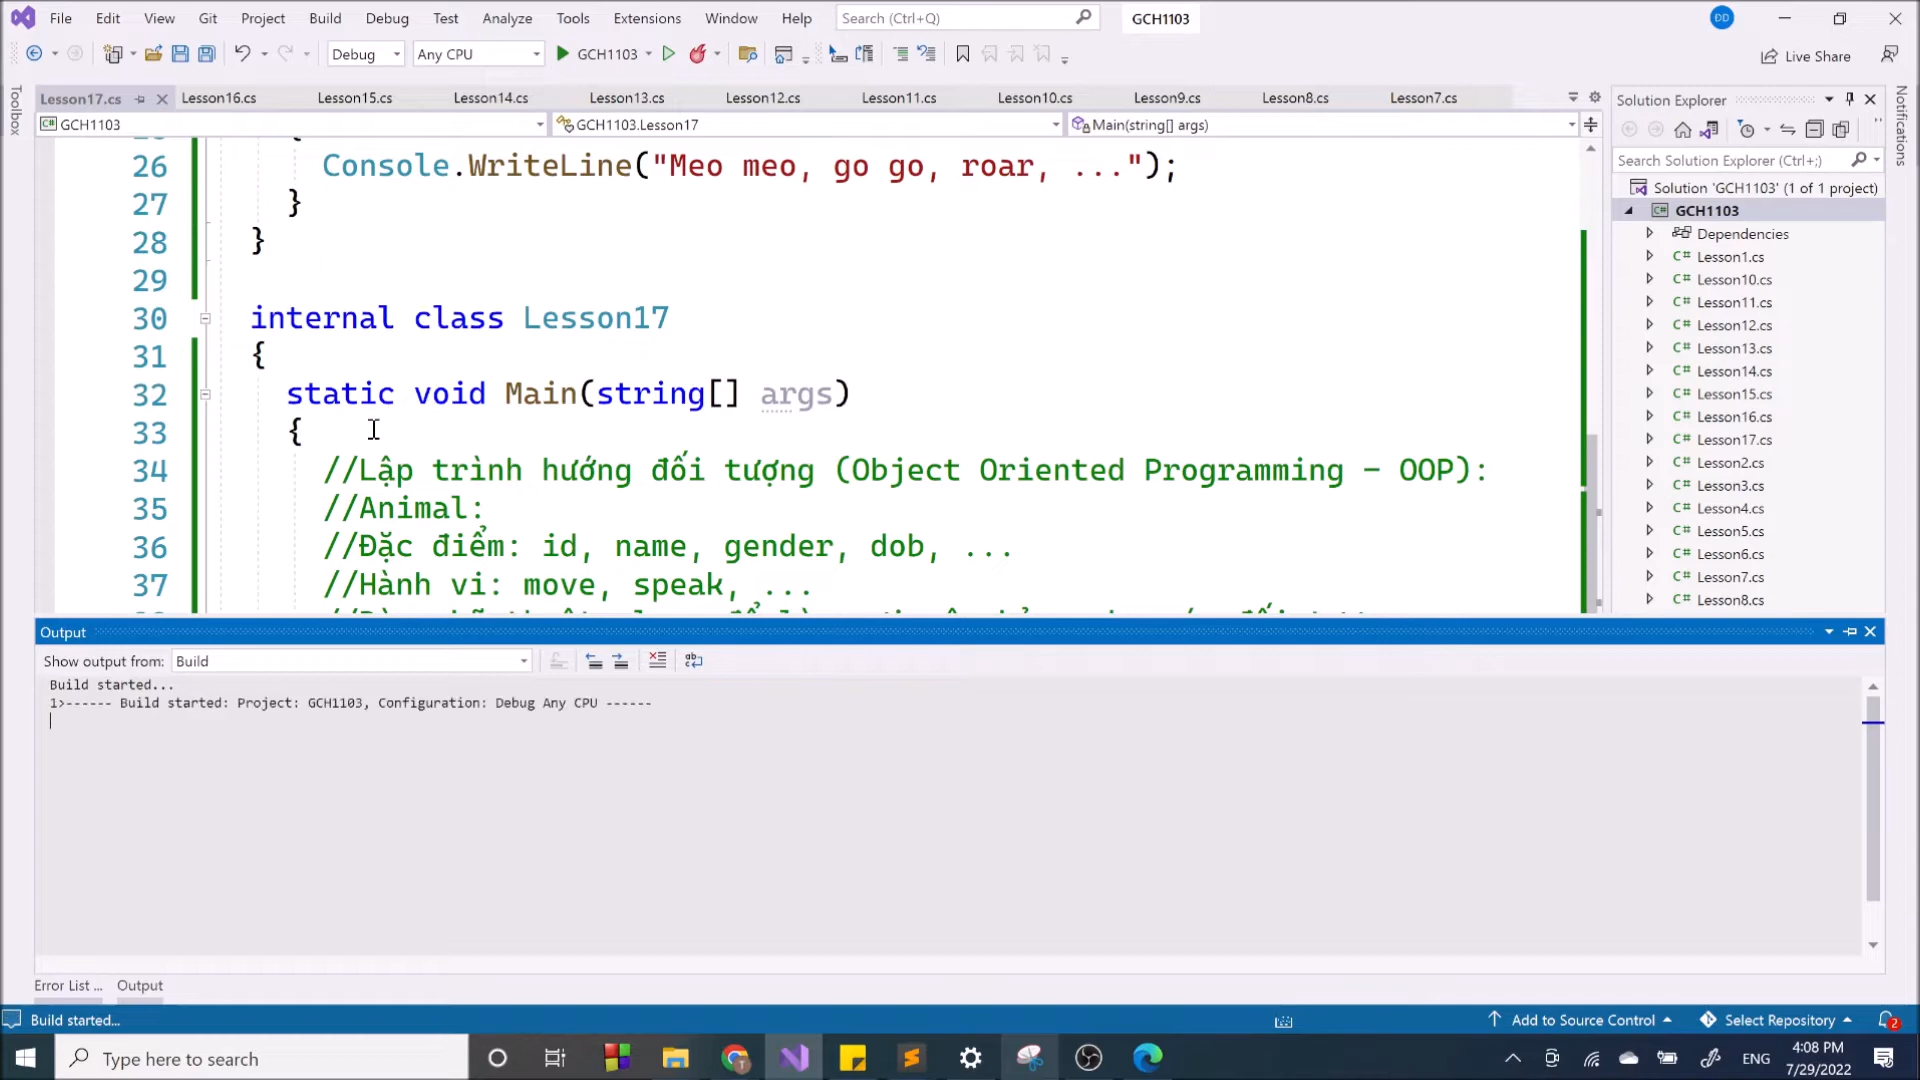 File Edit View Git Project Build Debug Test Analyze Tools Extensions Window Help Search (Ctrl+Q) GCH1103 DD
Debug Any CPU GCH1103 Live Share
Lesson17.cs Lesson16.cs Lesson15.cs Lesson14.cs Lesson13.cs Lesson12.cs Lesson11.cs Lesson10.cs Lesson9.cs Lesson8.cs Lesson7.cs
GCH1103 GCH1103.Lesson17 Main(string[] args)
Toolbox
26 Console.WriteLine("Meo meo, go go, roar, ...");
27 }
28 }
29
30 internal class Lesson17
31 {
32 static void Main(string[] args)
33 {
34 //Lập trình hướng đối tượng (Object Oriented Programming - OOP):
35 //Animal:
36 //Đặc điểm: id, name, gender, dob, ...
37 //Hành vi: move, speak, ...
Solution Explorer
Search Solution Explorer (Ctrl+;)
Solution 'GCH1103' (1 of 1 project)
GCH1103
Dependencies
Lesson1.cs
Lesson10.cs
Lesson11.cs
Lesson12.cs
Lesson13.cs
Lesson14.cs
Lesson15.cs
Lesson16.cs
Lesson17.cs
Lesson2.cs
Lesson3.cs
Lesson4.cs
Lesson5.cs
Lesson6.cs
Lesson7.cs
Lesson8.cs
Notifications
Output
Show output from: Build
Build started...
1>------ Build started: Project: GCH1103, Configuration: Debug Any CPU ------
Error List ... Output
Build started... Add to Source Control Select Repository 2
Type here to search ENG 4:08 PM
7/29/2022